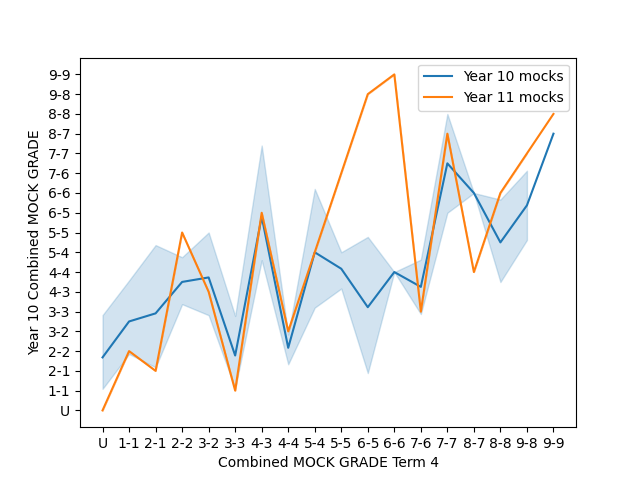 Year 10 mocks
Year 11 mocks
9-9
9-8
8-8
8-7
7-7
7-6
6-6
6-5
5-5
5-4
4-4
4-3
3-3
3-2
2-2
2-1
1-1
U
Year 10 Combined MOCK GRADE
U 1-1 2-1 2-2 3-2 3-3 4-3 4-4 5-4 5-5 6-5 6-6 7-6 7-7 8-7 8-8 9-8 9-9
Combined MOCK GRADE Term 4